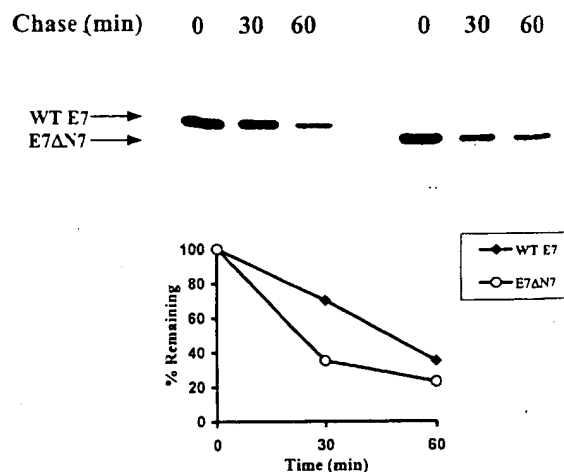 Chase (min) 0 30 60 0 30 60
WT E7
E7ΔN7
100
80
60
40
20
0
% Remaining
0 30 60
Time (min)
WT E7
E7ΔN7